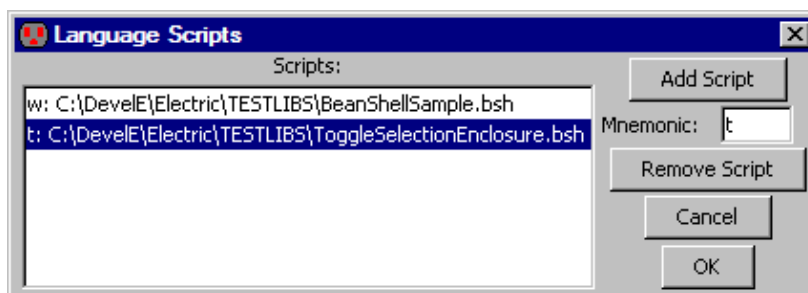 Language Scripts
Scripts:
w: C:\DevelE\Electric\TESTLIBS\BeanShellSample.bsh
t: C:\DevelE\Electric\TESTLIBS\ToggleSelectionEnclosure.bsh
Add Script
Mnemonic: t
Remove Script
Cancel
OK